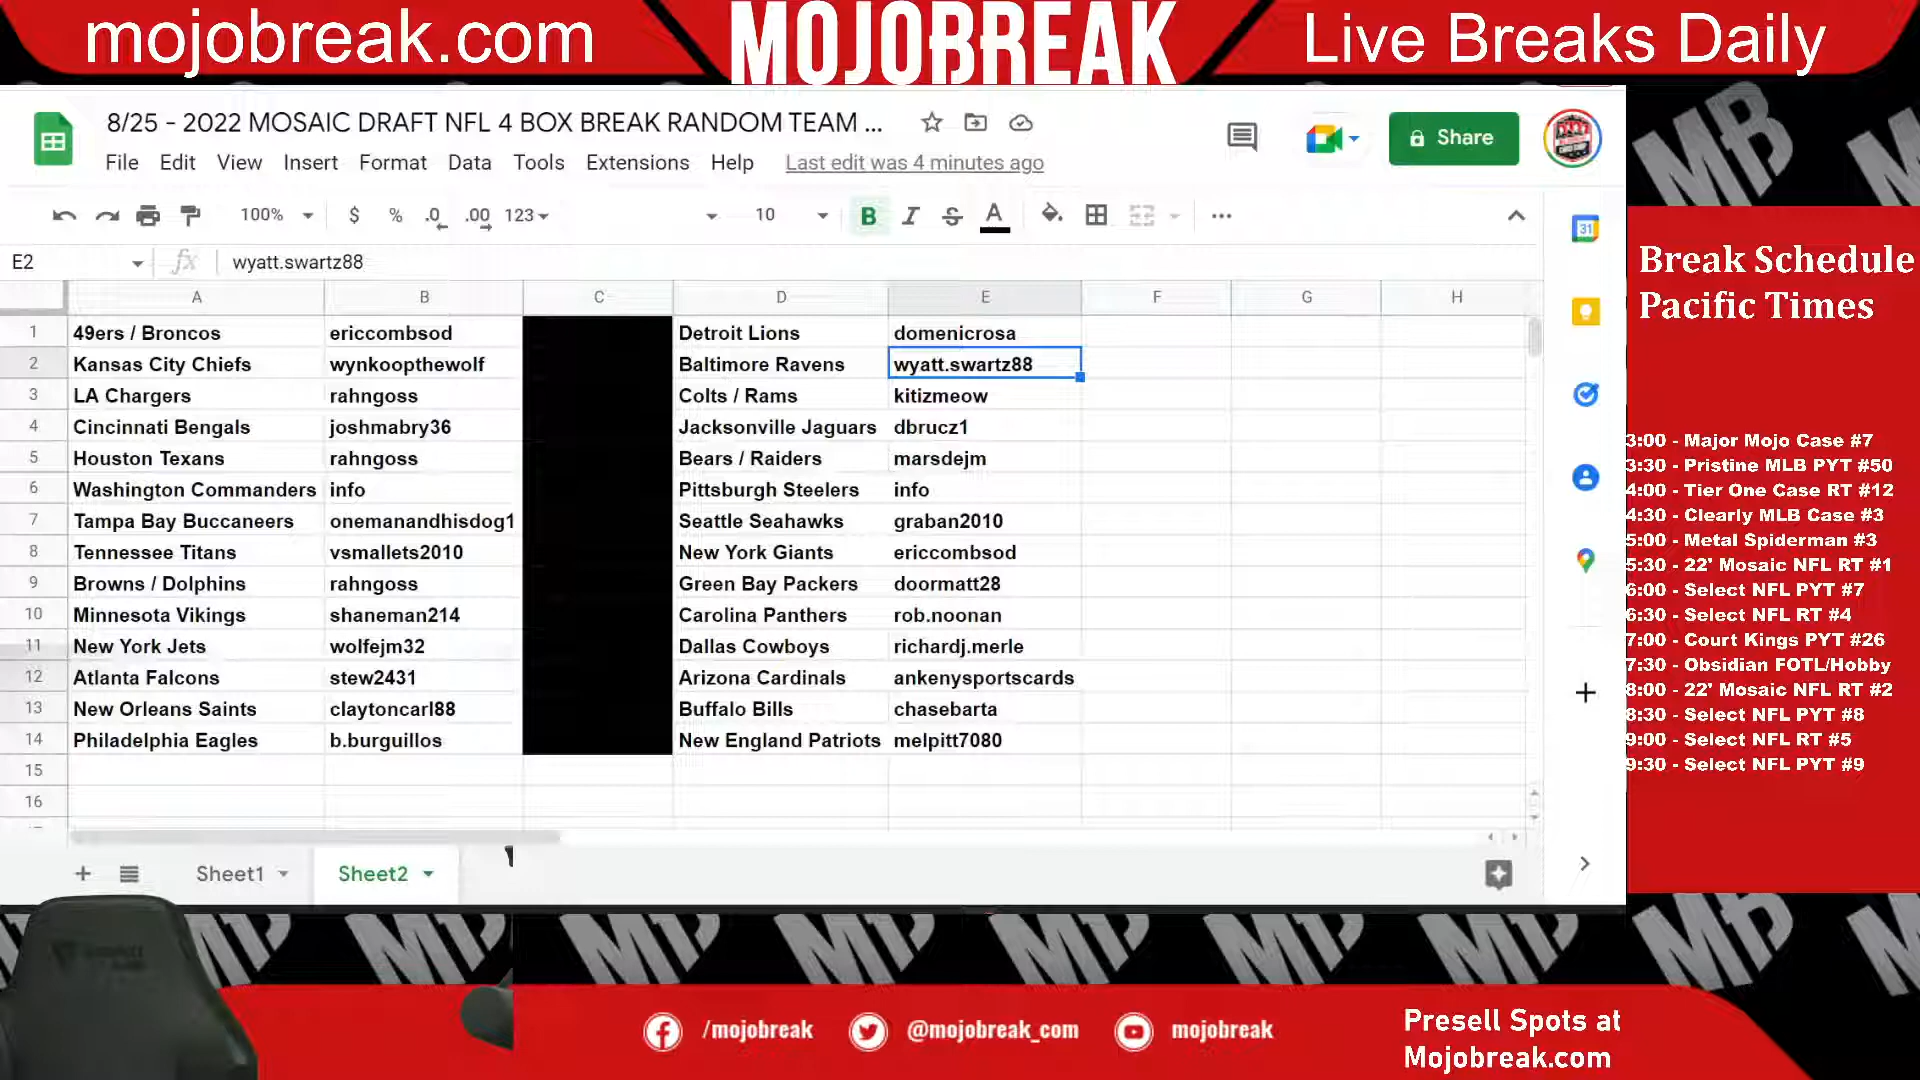 mojobreak.com
MOJOBREAK
Live Breaks Daily
8/25 - 2022 MOSAIC DRAFT NFL 4 BOX BREAK RANDOM TEAM ...
Share
File Edit View Insert Format Data Tools Extensions Help Last edit was 4 minutes ago
100% $ % .0 .00 123 10 B I S A ...
31
E2 fx wyatt.swartz88
A B C D E F G H
1 49ers / Broncos ericcombsod Detroit Lions domenicrosa
2 Kansas City Chiefs wynkoopthewolf Baltimore Ravens wyatt.swartz88
3 LA Chargers rahngoss Colts / Rams kitizmeow
4 Cincinnati Bengals joshmabry36 Jacksonville Jaguars dbrucz1
5 Houston Texans rahngoss Bears / Raiders marsdejm
6 Washington Commanders info Pittsburgh Steelers info
7 Tampa Bay Buccaneers onemanandhisdog1 Seattle Seahawks graban2010
8 Tennessee Titans vsmallets2010 New York Giants ericcombsod
9 Browns / Dolphins rahngoss Green Bay Packers doormatt28
10 Minnesota Vikings shaneman214 Carolina Panthers rob.noonan
11 New York Jets wolfejm32 Dallas Cowboys richardj.merle
12 Atlanta Falcons stew2431 Arizona Cardinals ankenysportscards
13 New Orleans Saints claytoncarl88 Buffalo Bills chasebarta
14 Philadelphia Eagles b.burguillos New England Patriots melpitt7080
15
16
Sheet1 Sheet2
Break Schedule
Pacific Times
3:00 - Major Mojo Case #7
3:30 - Pristine MLB PYT #50
4:00 - Tier One Case RT #12
4:30 - Clearly MLB Case #3
5:00 - Metal Spiderman #3
5:30 - 22' Mosaic NFL RT #1
6:00 - Select NFL PYT #7
6:30 - Select NFL RT #4
7:00 - Court Kings PYT #26
7:30 - Obsidian FOTL/Hobby
8:00 - 22' Mosaic NFL RT #2
8:30 - Select NFL PYT #8
9:00 - Select NFL RT #5
9:30 - Select NFL PYT #9
/mojobreak @mojobreak_com mojobreak
Presell Spots at
Mojobreak.com